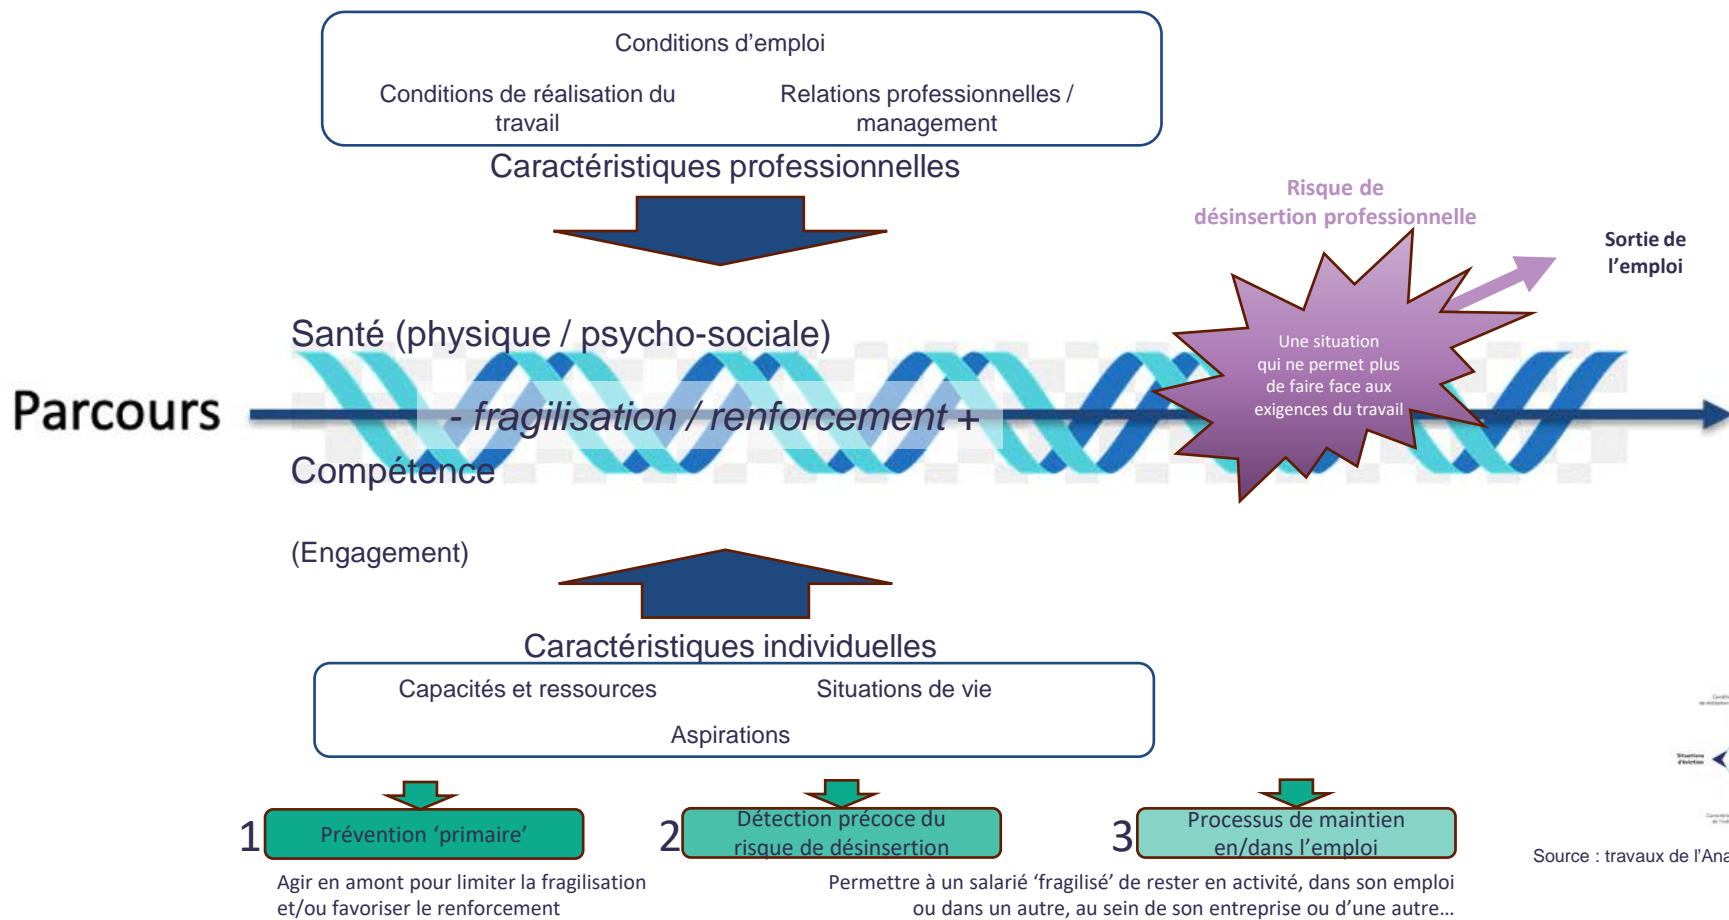 Conditions d'emploi
Conditions de réalisation du
travail
Relations professionnelles /
management
Caractéristiques professionnelles
Risque de
désinsertion professionnelle
Sortie de
l'emploi
Santé (physique / psycho-sociale)
Une situation
qui ne permet plus
de faire face aux
exigences du travail
Parcours
- fragilisation / renforcement +
Compétence
(Engagement)
Caractéristiques individuelles
Capacités et ressources
Situations de vie
Aspirations
Situations
d'éviction
1
Prévention 'primaire'
2
Détection précoce du
risque de désinsertion
3
Processus de maintien
en/dans l'emploi
Agir en amont pour limiter la fragilisation
et/ou favoriser le renforcement
Permettre à un salarié 'fragilisé' de rester en activité, dans son emploi
ou dans un autre, au sein de son entreprise ou d'une autre…
Source : travaux de l'Ana